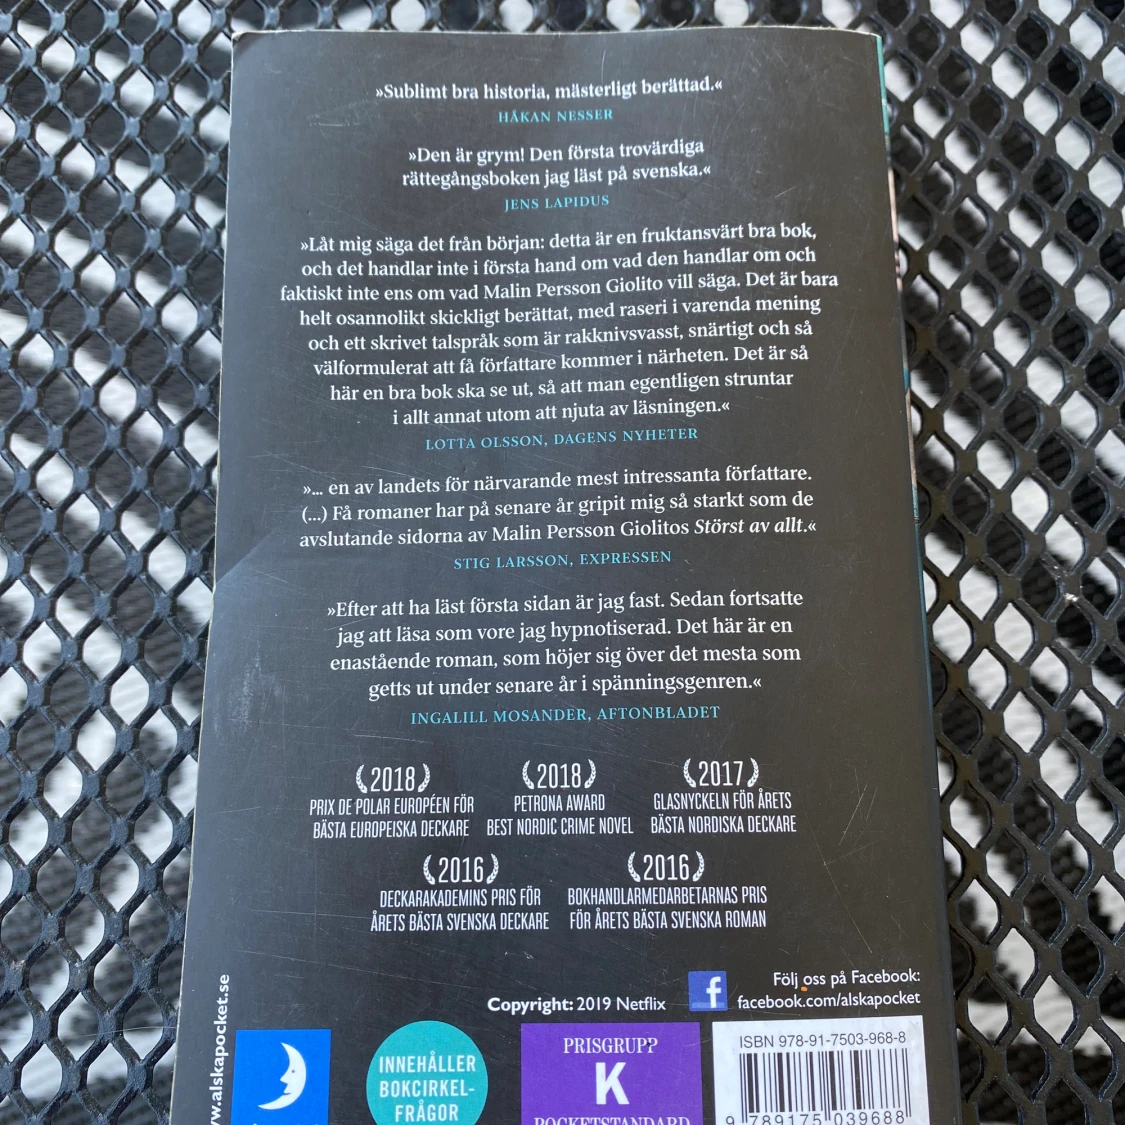 »Sublimt bra historia, mästerligt berättad.«
HÅKAN NESSER
»Den är grym! Den första trovärdiga
rättegångsboken jag läst på svenska.«
JENS LAPIDUS
»Låt mig säga det från början: detta är en fruktansvärt bra bok,
och det handlar inte i första hand om vad den handlar om och
faktiskt inte ens om vad Malin Persson Giolito vill säga. Det är bara
helt osannolikt skickligt berättat, med raseri i varenda mening
och ett skrivet talspråk som är rakknivsvasst, snärtigt och så
välformulerat att få författare kommer i närheten. Det är så
här en bra bok ska se ut, så att man egentligen struntar
i allt annat utom att njuta av läsningen.«
LOTTA OLSSON, DAGENS NYHETER
»... en av landets för närvarande mest intressanta författare.
(...) Få romaner har på senare år gripit mig så starkt som de
avslutande sidorna av Malin Persson Giolitos Störst av allt.«
STIG LARSSON, EXPRESSEN
»Efter att ha läst första sidan är jag fast. Sedan fortsatte
jag att läsa som vore jag hypnotiserad. Det här är en
enastående roman, som höjer sig över det mesta som
getts ut under senare år i spänningsgenren.«
INGALILL MOSANDER, AFTONBLADET
2018
PRIX DE POLAR EUROPÉEN FÖR
BÄSTA EUROPEISKA DECKARE
2018
PETRONA AWARD
BEST NORDIC CRIME NOVEL
2017
GLASNYCKELN FÖR ÅRETS
BÄSTA NORDISKA DECKARE
2016
DECKARAKADEMINS PRIS FÖR
ÅRETS BÄSTA SVENSKA DECKARE
2016
BOKHANDLARMEDARBETARNAS PRIS
FÖR ÅRETS BÄSTA SVENSKA ROMAN
w.alskapocket.se
Copyright: 2019 Netflix
f
Följ oss på Facebook:
facebook.com/alskapocket
INNEHÅLLER
BOKCIRKEL-
FRÅGOR
PRISGRUPP
K
POCKETSTANDARD
ISBN 978-91-7503-968-8
9 789175 039688